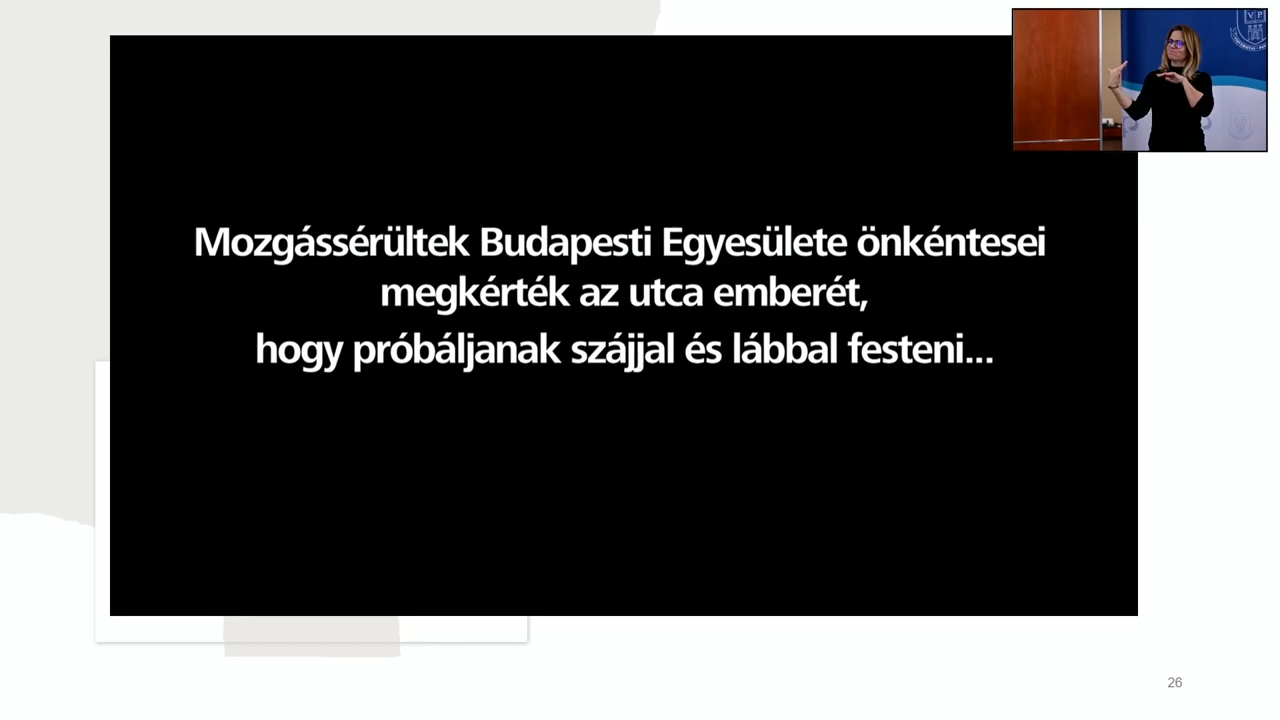 Mozgássérültek Budapesti Egyesülete önkéntesei
megkérték az utca emberét,
hogy próbáljanak szájjal és lábbal festeni...
26